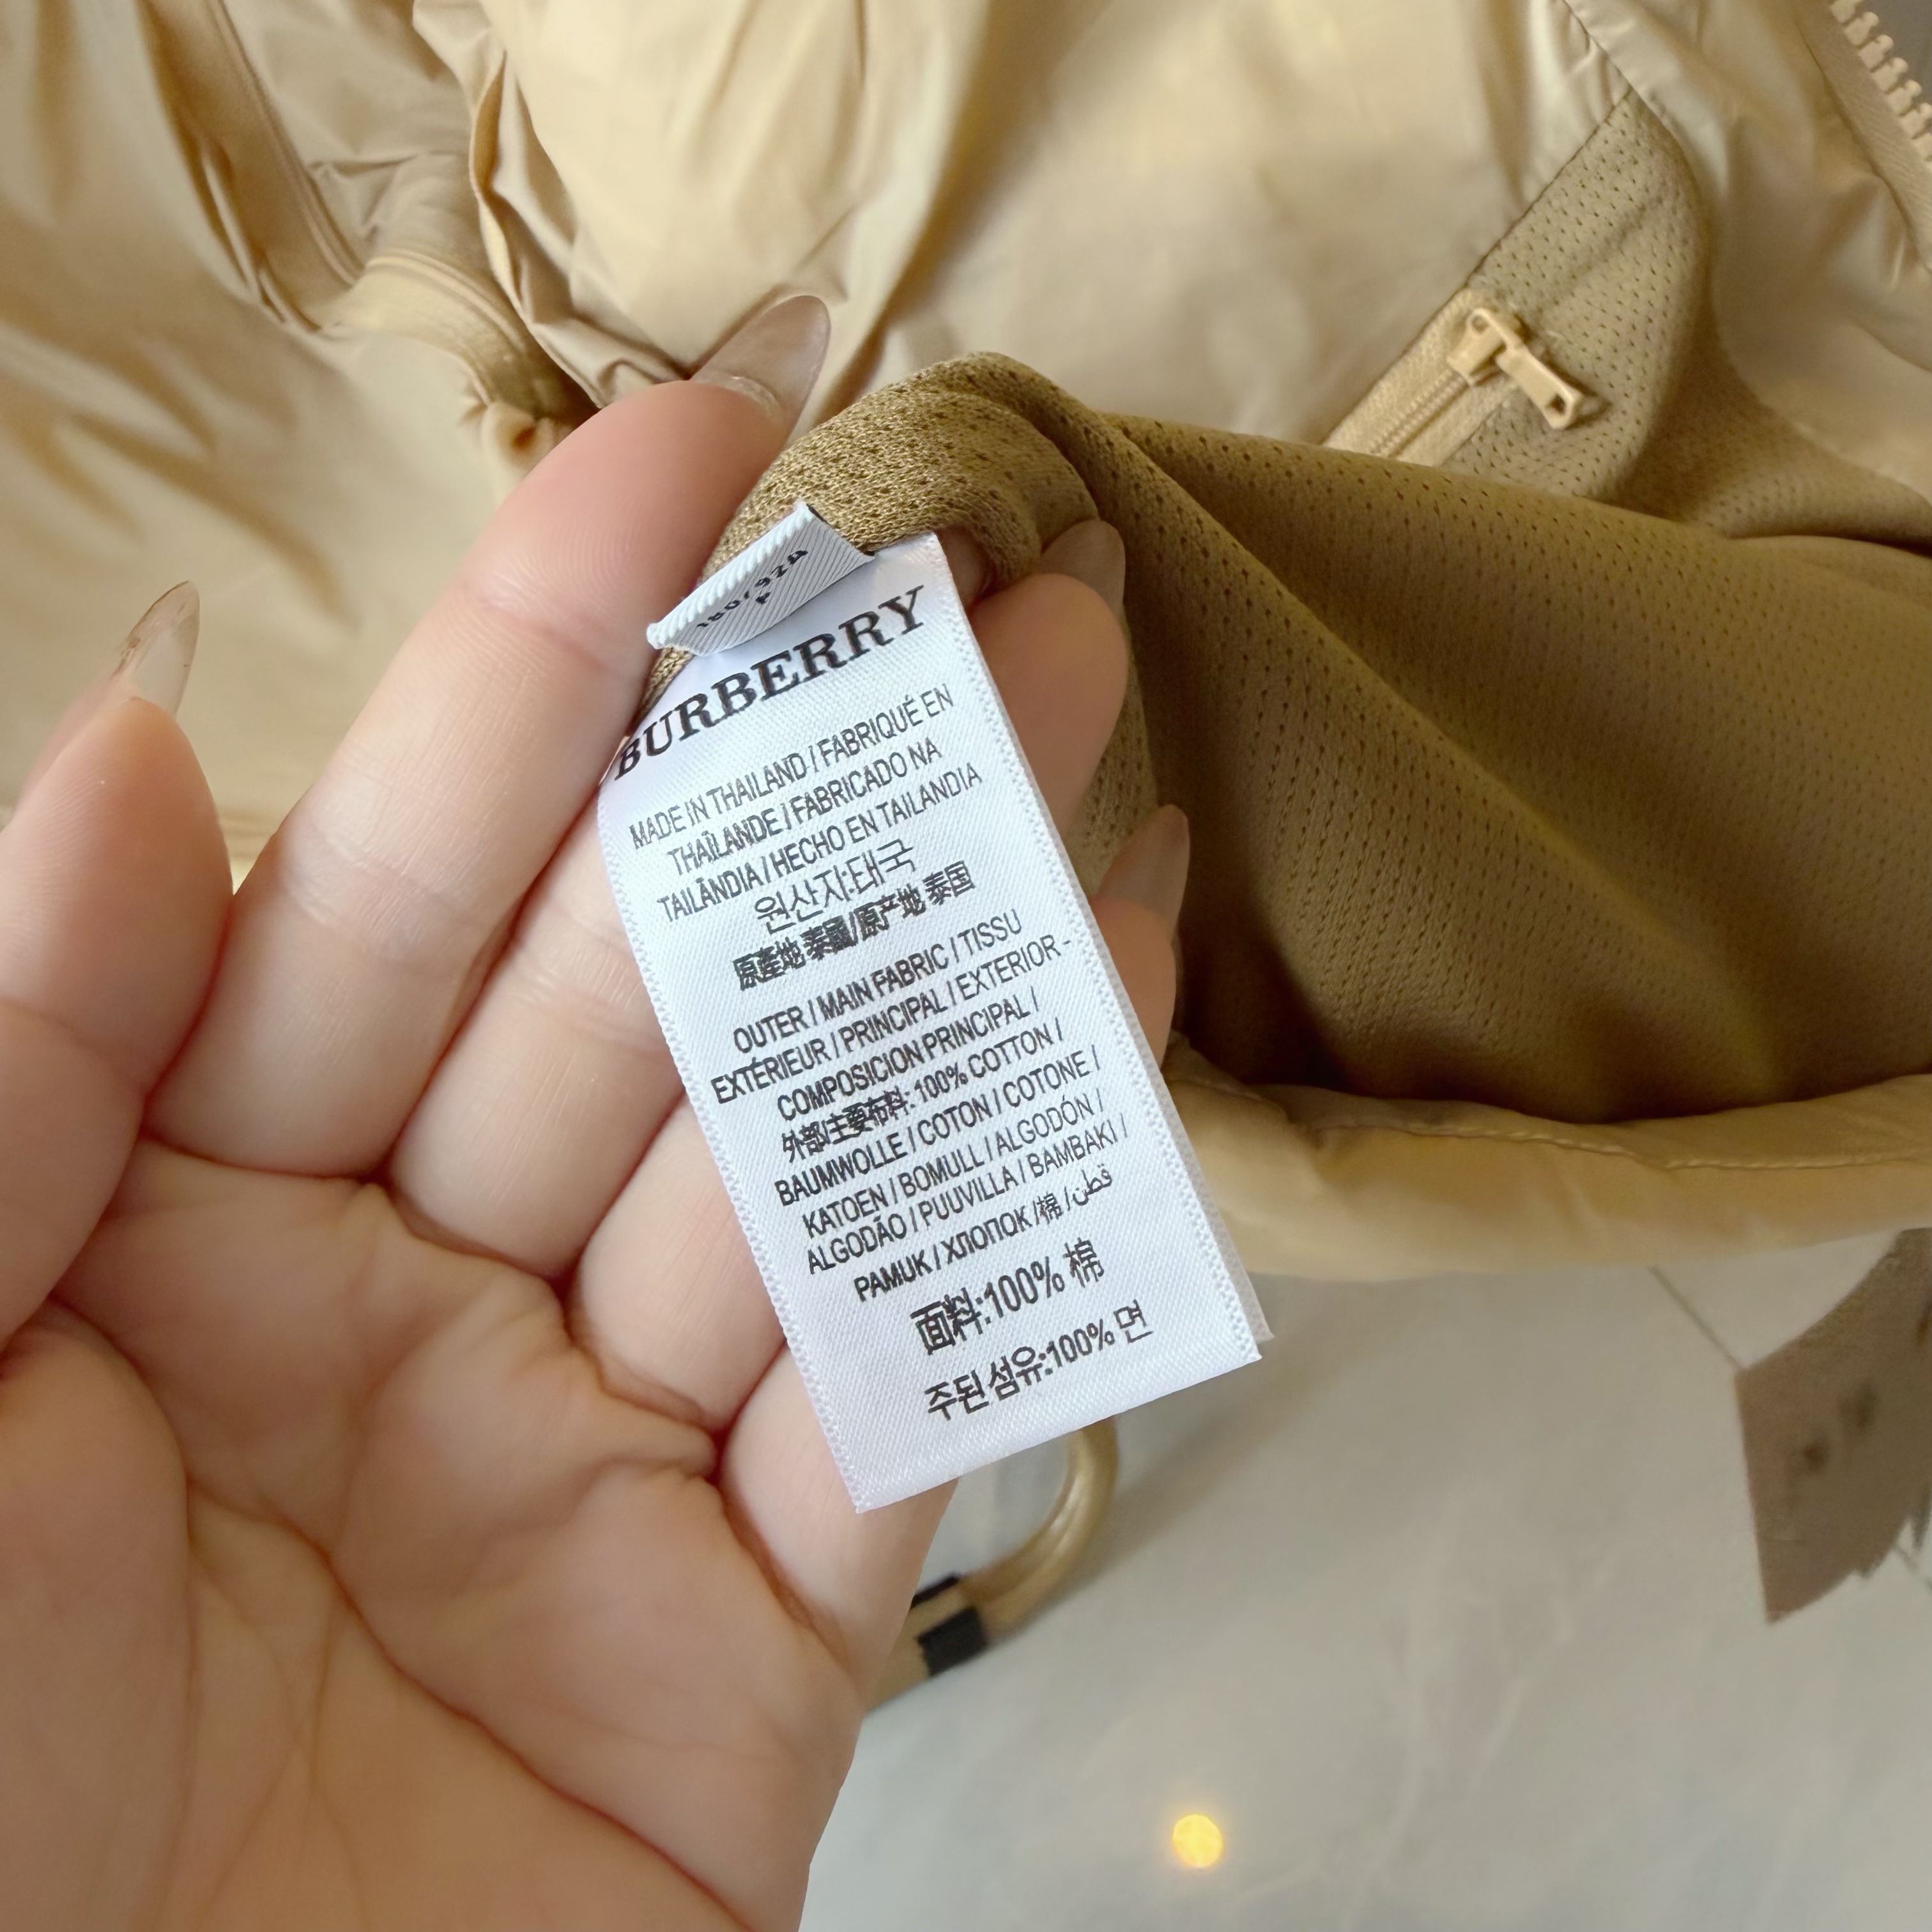 180/92A
BURBERRY
MADE IN THAILAND / FABRIQUÉ EN
THAÏLANDE / FABRICADO NA
TAILÂNDIA / HECHO EN TAILANDIA
원산지:태국
原產地 泰國/原产地 泰国
OUTER / MAIN FABRIC / TISSU
EXTÉRIEUR / PRINCIPAL / EXTERIOR -
COMPOSICION PRINCIPAL /
外部/主要布料: 100% COTTON /
BAUMWOLLE / COTON / COTONE /
KATOEN / BOMULL / ALGODÓN /
ALGODÃO / PUUVILLA / BAMBAKI /
PAMUK / ХЛОПОК /棉 / قطن
面料:100% 棉
주된 섬유:100% 면